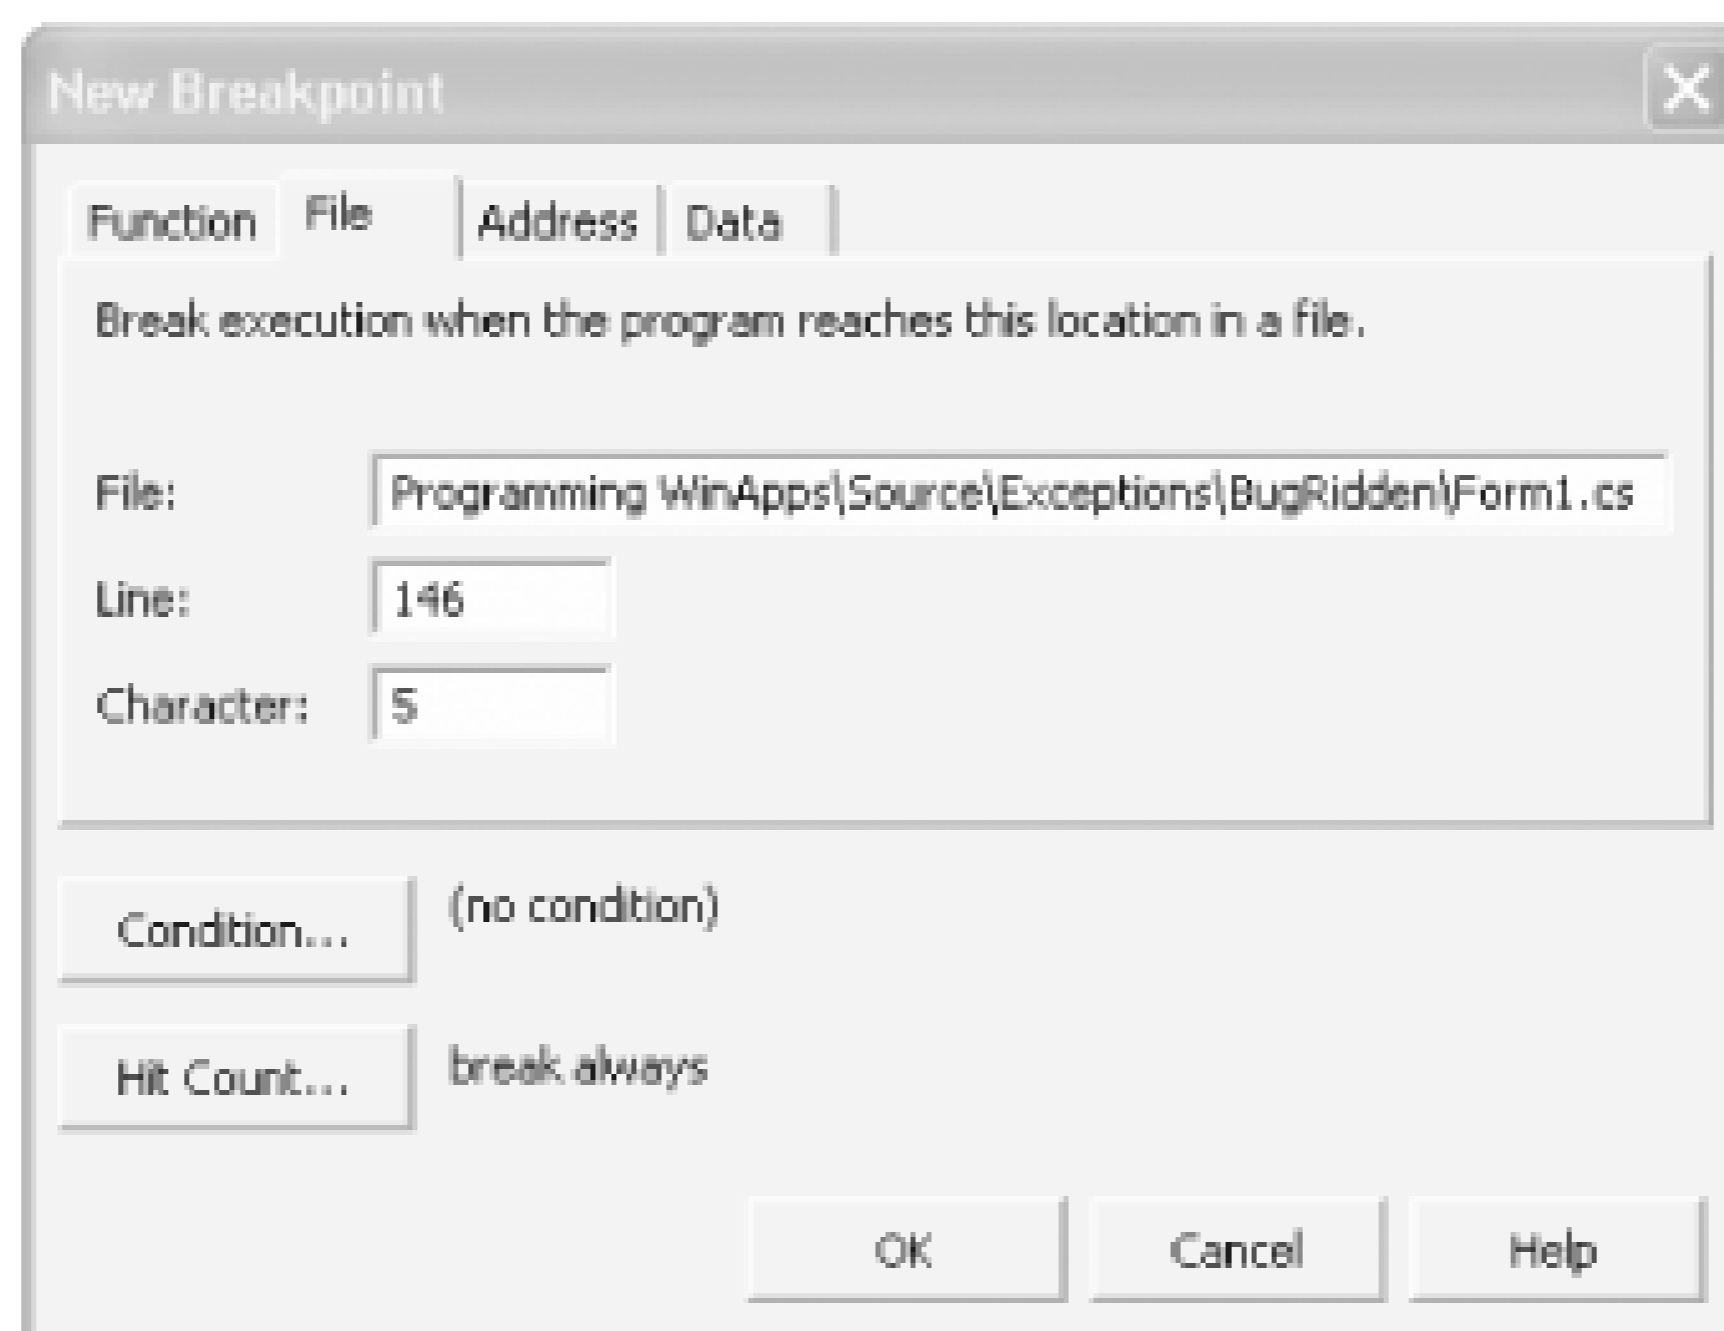 New Breakpoint
Function File Address Data
Break execution when the program reaches this location in a file.
File: Programming WinApps\Source\Exceptions\BugRidden\Form1.cs
Line: 146
Character: 5
Condition... (no condition)
Hit Count... break always
OK Cancel Help